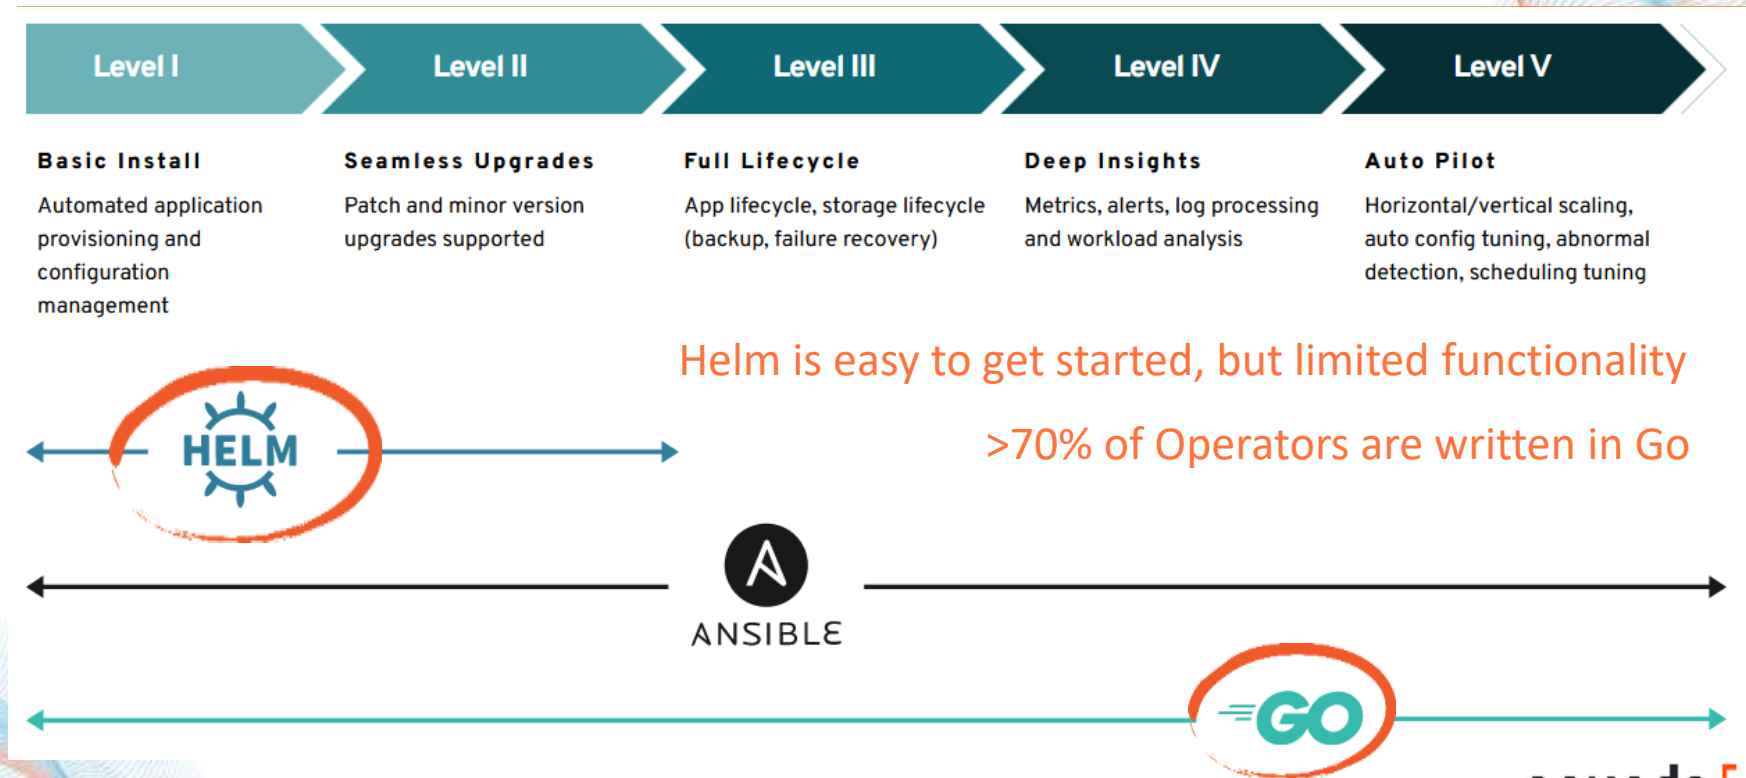 Level I
Level II
Level III
Level IV
Level V
Basic Install
Automated application
provisioning and
configuration
management
Seamless Upgrades
Patch and minor version
upgrades supported
Full Lifecycle
App lifecycle, storage lifecycle
(backup, failure recovery)
Deep Insights
Metrics, alerts, log processing
and workload analysis
Auto Pilot
Horizontal/vertical scaling,
auto config tuning, abnormal
detection, scheduling tuning
Helm is easy to get started, but limited functionality
>70% of Operators are written in Go
HELM
ANSIBLE
GO